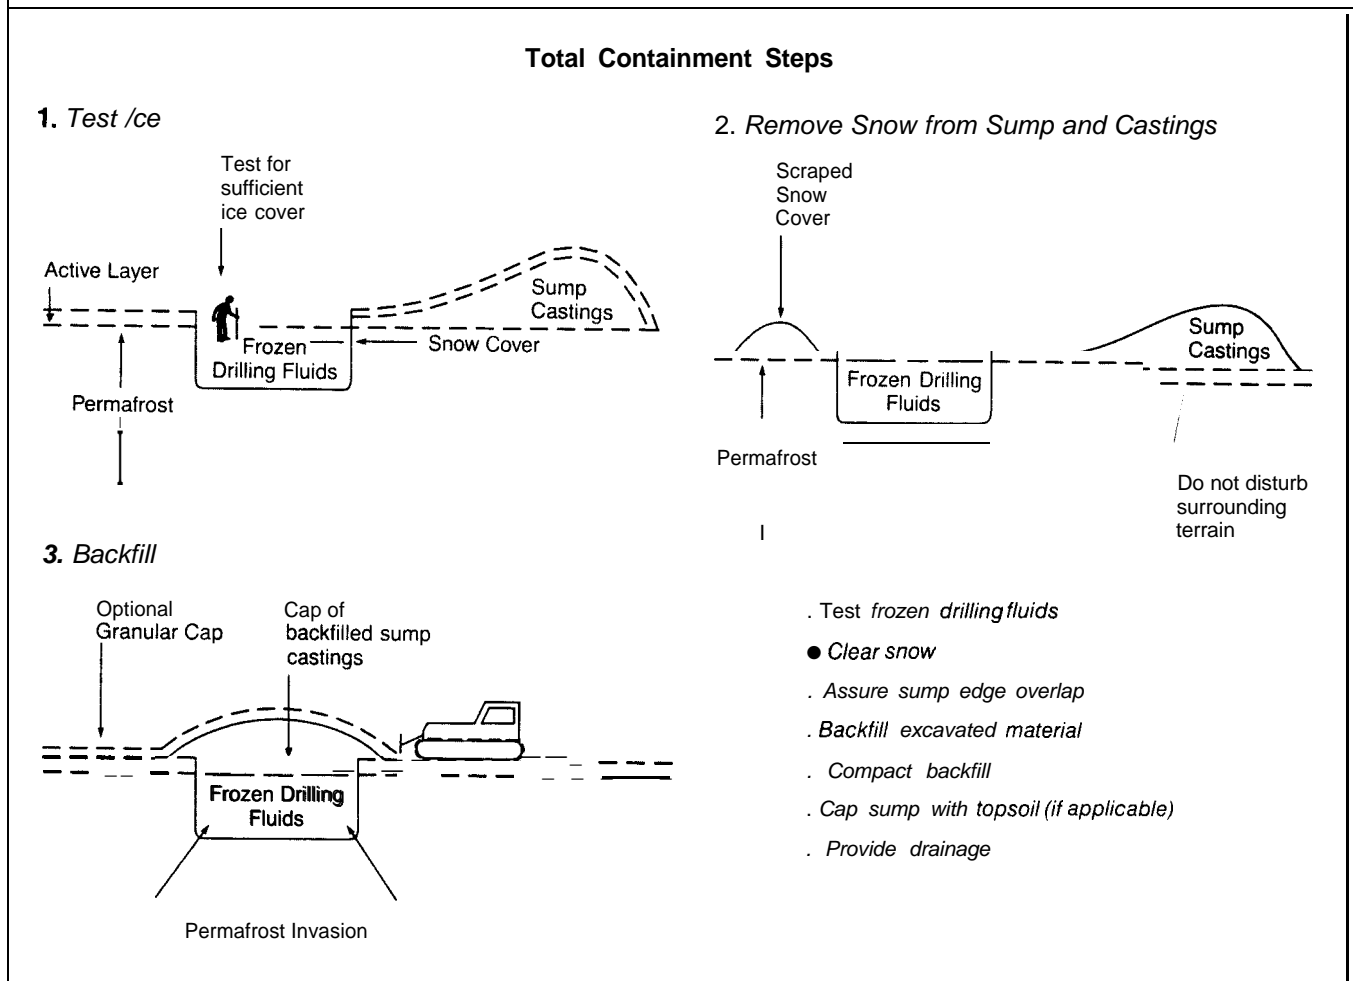 Total Containment Steps
1. Test /ce
Test for
sufficient
ice cover
Active Layer
Sump
Castings
Frozen
Drilling Fluids
Snow Cover
Permafrost
2. Remove Snow from Sump and Castings
Scraped
Snow
Cover
Sump
Castings
Frozen Drilling
Fluids
Permafrost
Do not disturb
surrounding
terrain
3. Backfill
Optional
Granular Cap
Cap of
backfilled sump
castings
Frozen Drilling
Fluids
Permafrost Invasion
. Test frozen drilling fluids
● Clear snow
. Assure sump edge overlap
. Backfill excavated material
. Compact backfill
. Cap sump with topsoil (if applicable)
. Provide drainage